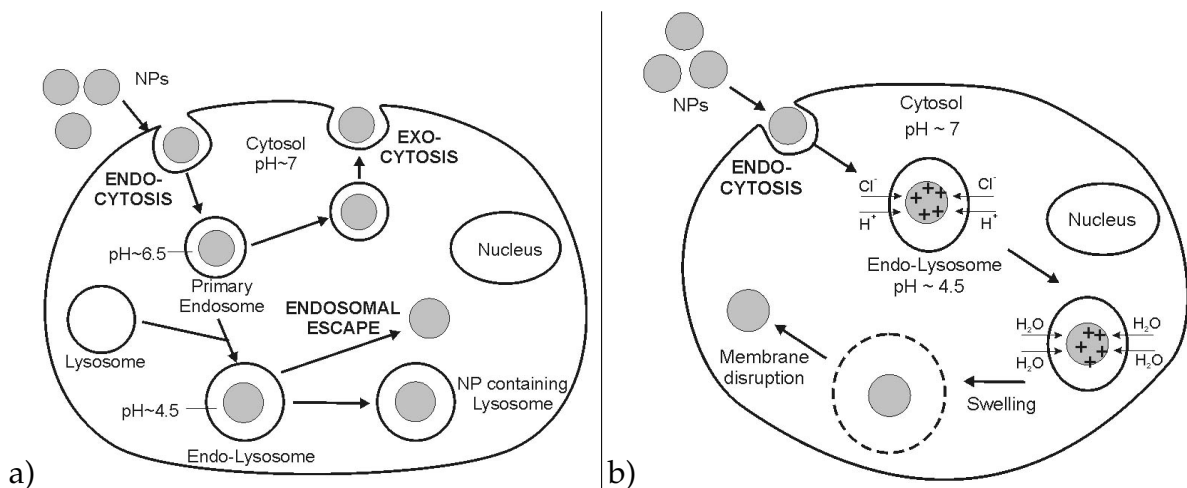 NPs
Cytosol
pH~7
EXO-
CYTOSIS
ENDO-
CYTOSIS
pH~6.5
Primary
Endosome
Nucleus
ENDOSOMAL
ESCAPE
Lysosome
NP containing
Lysosome
pH~4.5
Endo-Lysosome
a)
NPs
Cytosol
pH ~ 7
ENDO-
CYTOSIS
Cl⁻ + + + Cl⁻
H⁺ + + H⁺
Nucleus
Endo-Lysosome
pH ~ 4.5
H₂O + + + H₂O
H₂O + + H₂O
Membrane
disruption
Swelling
b)